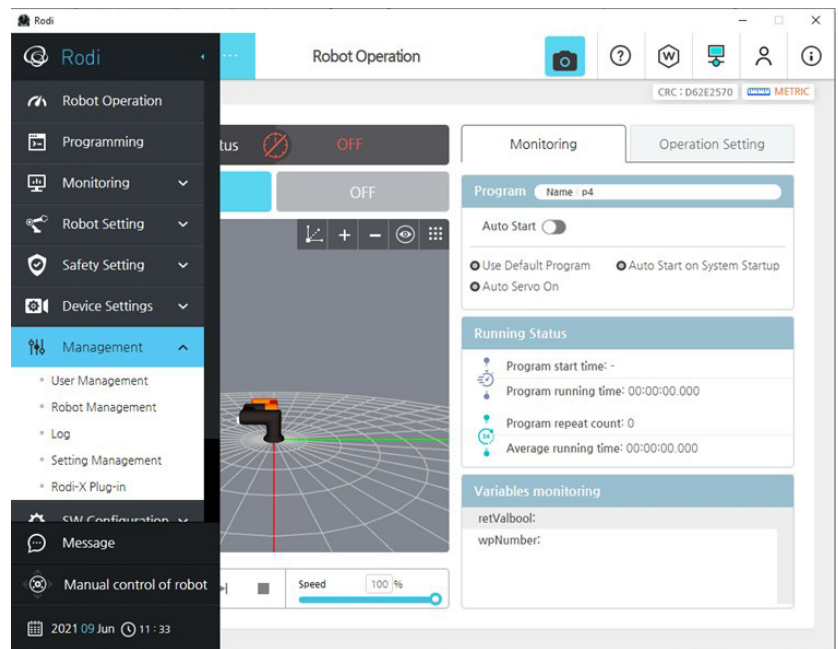 Rodi
Rodi
...
Robot Operation
CRC : D62E2570
METRIC
Robot Operation
Programming
Monitoring
Robot Setting
Safety Setting
Device Settings
Management
User Management
Robot Management
Log
Setting Management
Rodi-X Plug-in
SW Configuration
Message
Manual control of robot
2021 09 Jun 11 : 33
tus
OFF
OFF
Speed 100 %
Monitoring
Operation Setting
Program Name p4
Auto Start
Use Default Program Auto Start on System Startup
Auto Servo On
Running Status
Program start time: -
Program running time: 00:00:00.000
24
Program repeat count: 0
Average running time: 00:00:00.000
Variables monitoring
retValbool:
wpNumber: